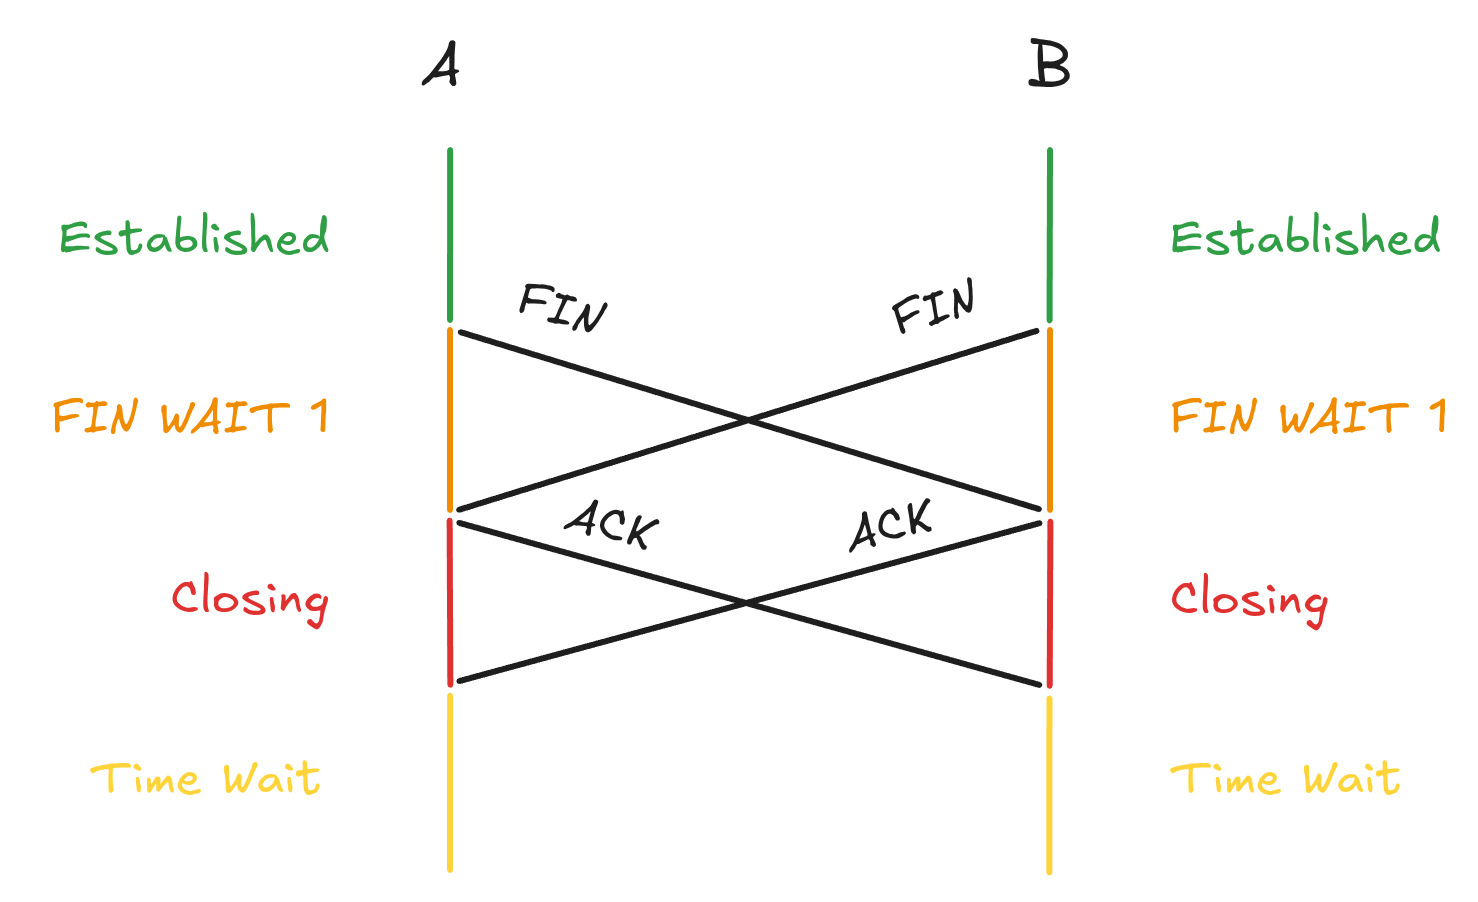 A B
Established Established
FIN FIN
FIN WAIT 1 FIN WAIT 1
ACK ACK
Closing Closing
Time Wait Time Wait